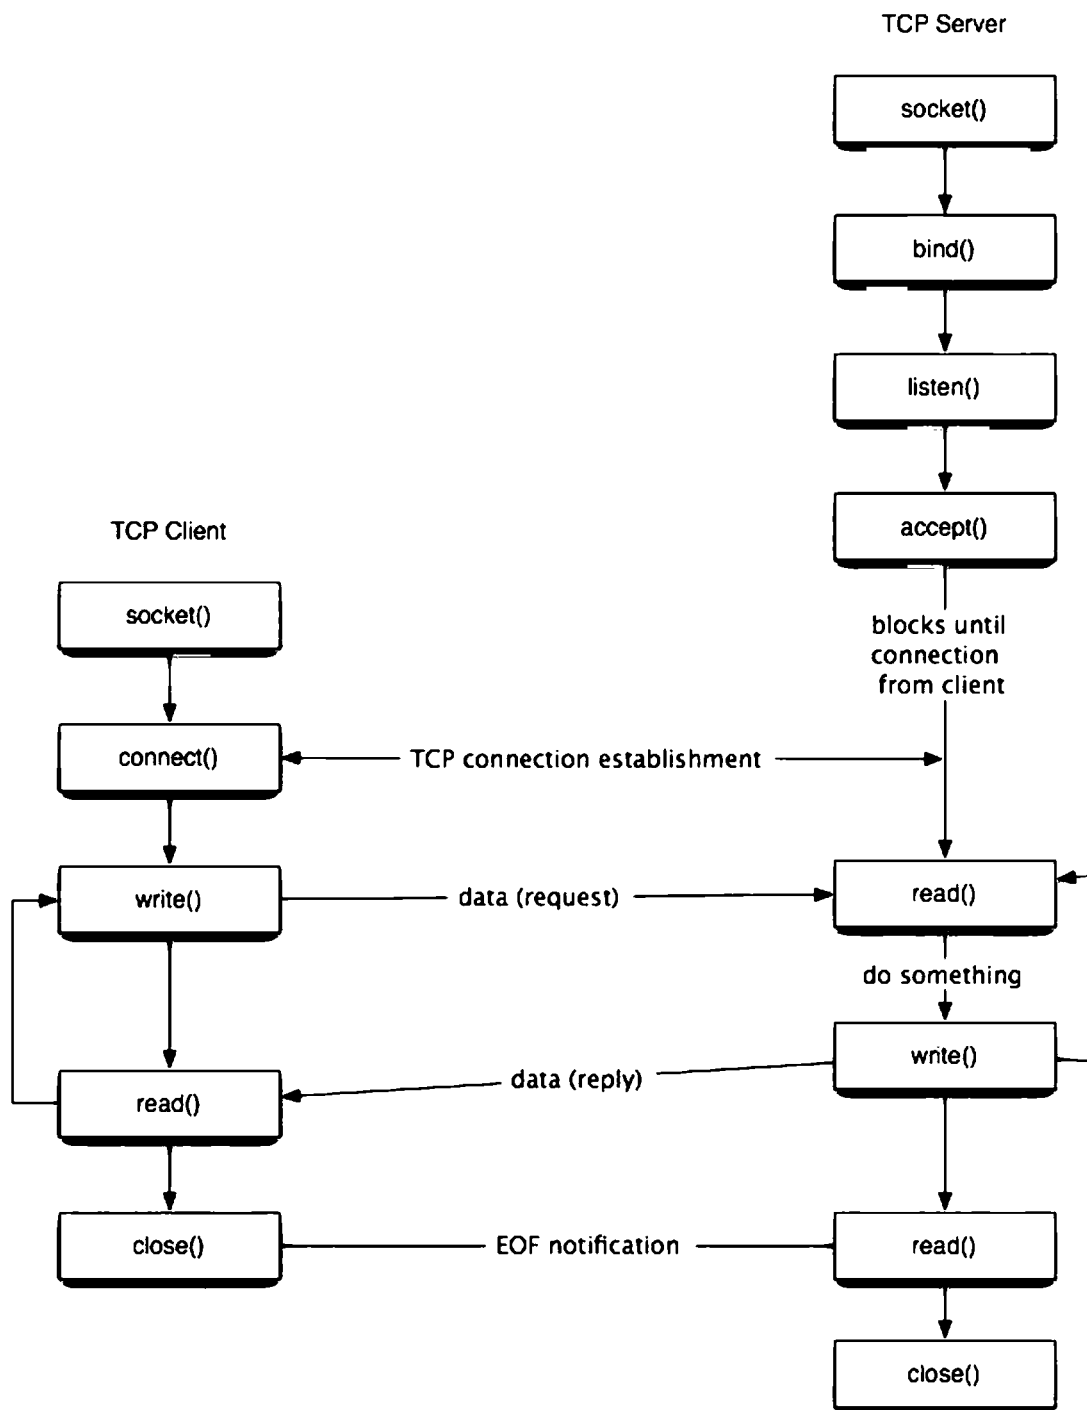 TCP Server
socket()
bind()
listen()
accept()
TCP Client
socket()
blocks until
connection
from client
connect()
TCP connection establishment
write()
data (request)
read()
do something
write()
data (reply)
read()
close()
EOF notification
read()
close()